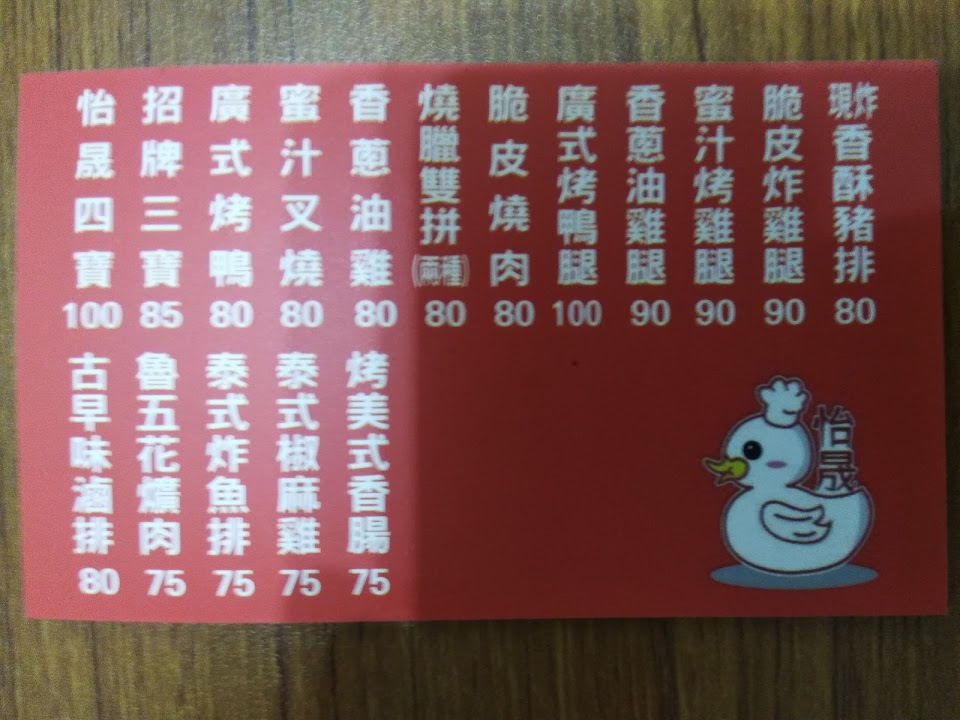 怡晟四寶 100
招牌三寶 85
廣式烤鴨 80
蜜汁叉燒 80
香蔥油雞 80
燒臘雙拼(兩種) 80
脆皮燒肉 80
廣式烤鴨腿 100
香蔥油雞腿 90
蜜汁烤雞腿 90
脆皮炸雞腿 90
現炸香酥豬排 80
古早味滷排 80
魯五花爌肉 75
泰式炸魚排 75
泰式椒麻雞 75
烤美式香腸 75
怡晟